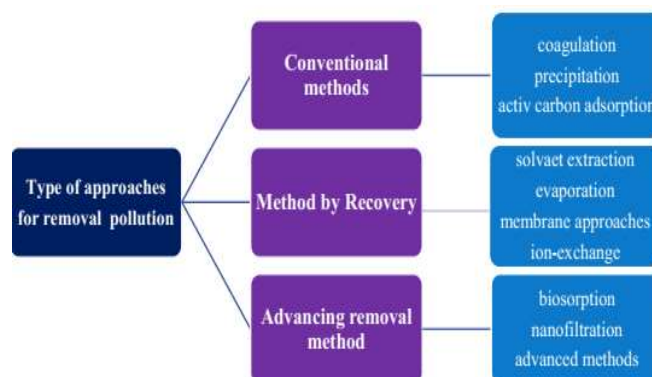 Type of approaches
for removal pollution
Conventional
methods
coagulation
precipitation
activ carbon adsorption
Method by Recovery
solvaet extraction
evaporation
membrane approaches
ion-exchange
Advancing removal
method
biosorption
nanofiltration
advanced methods